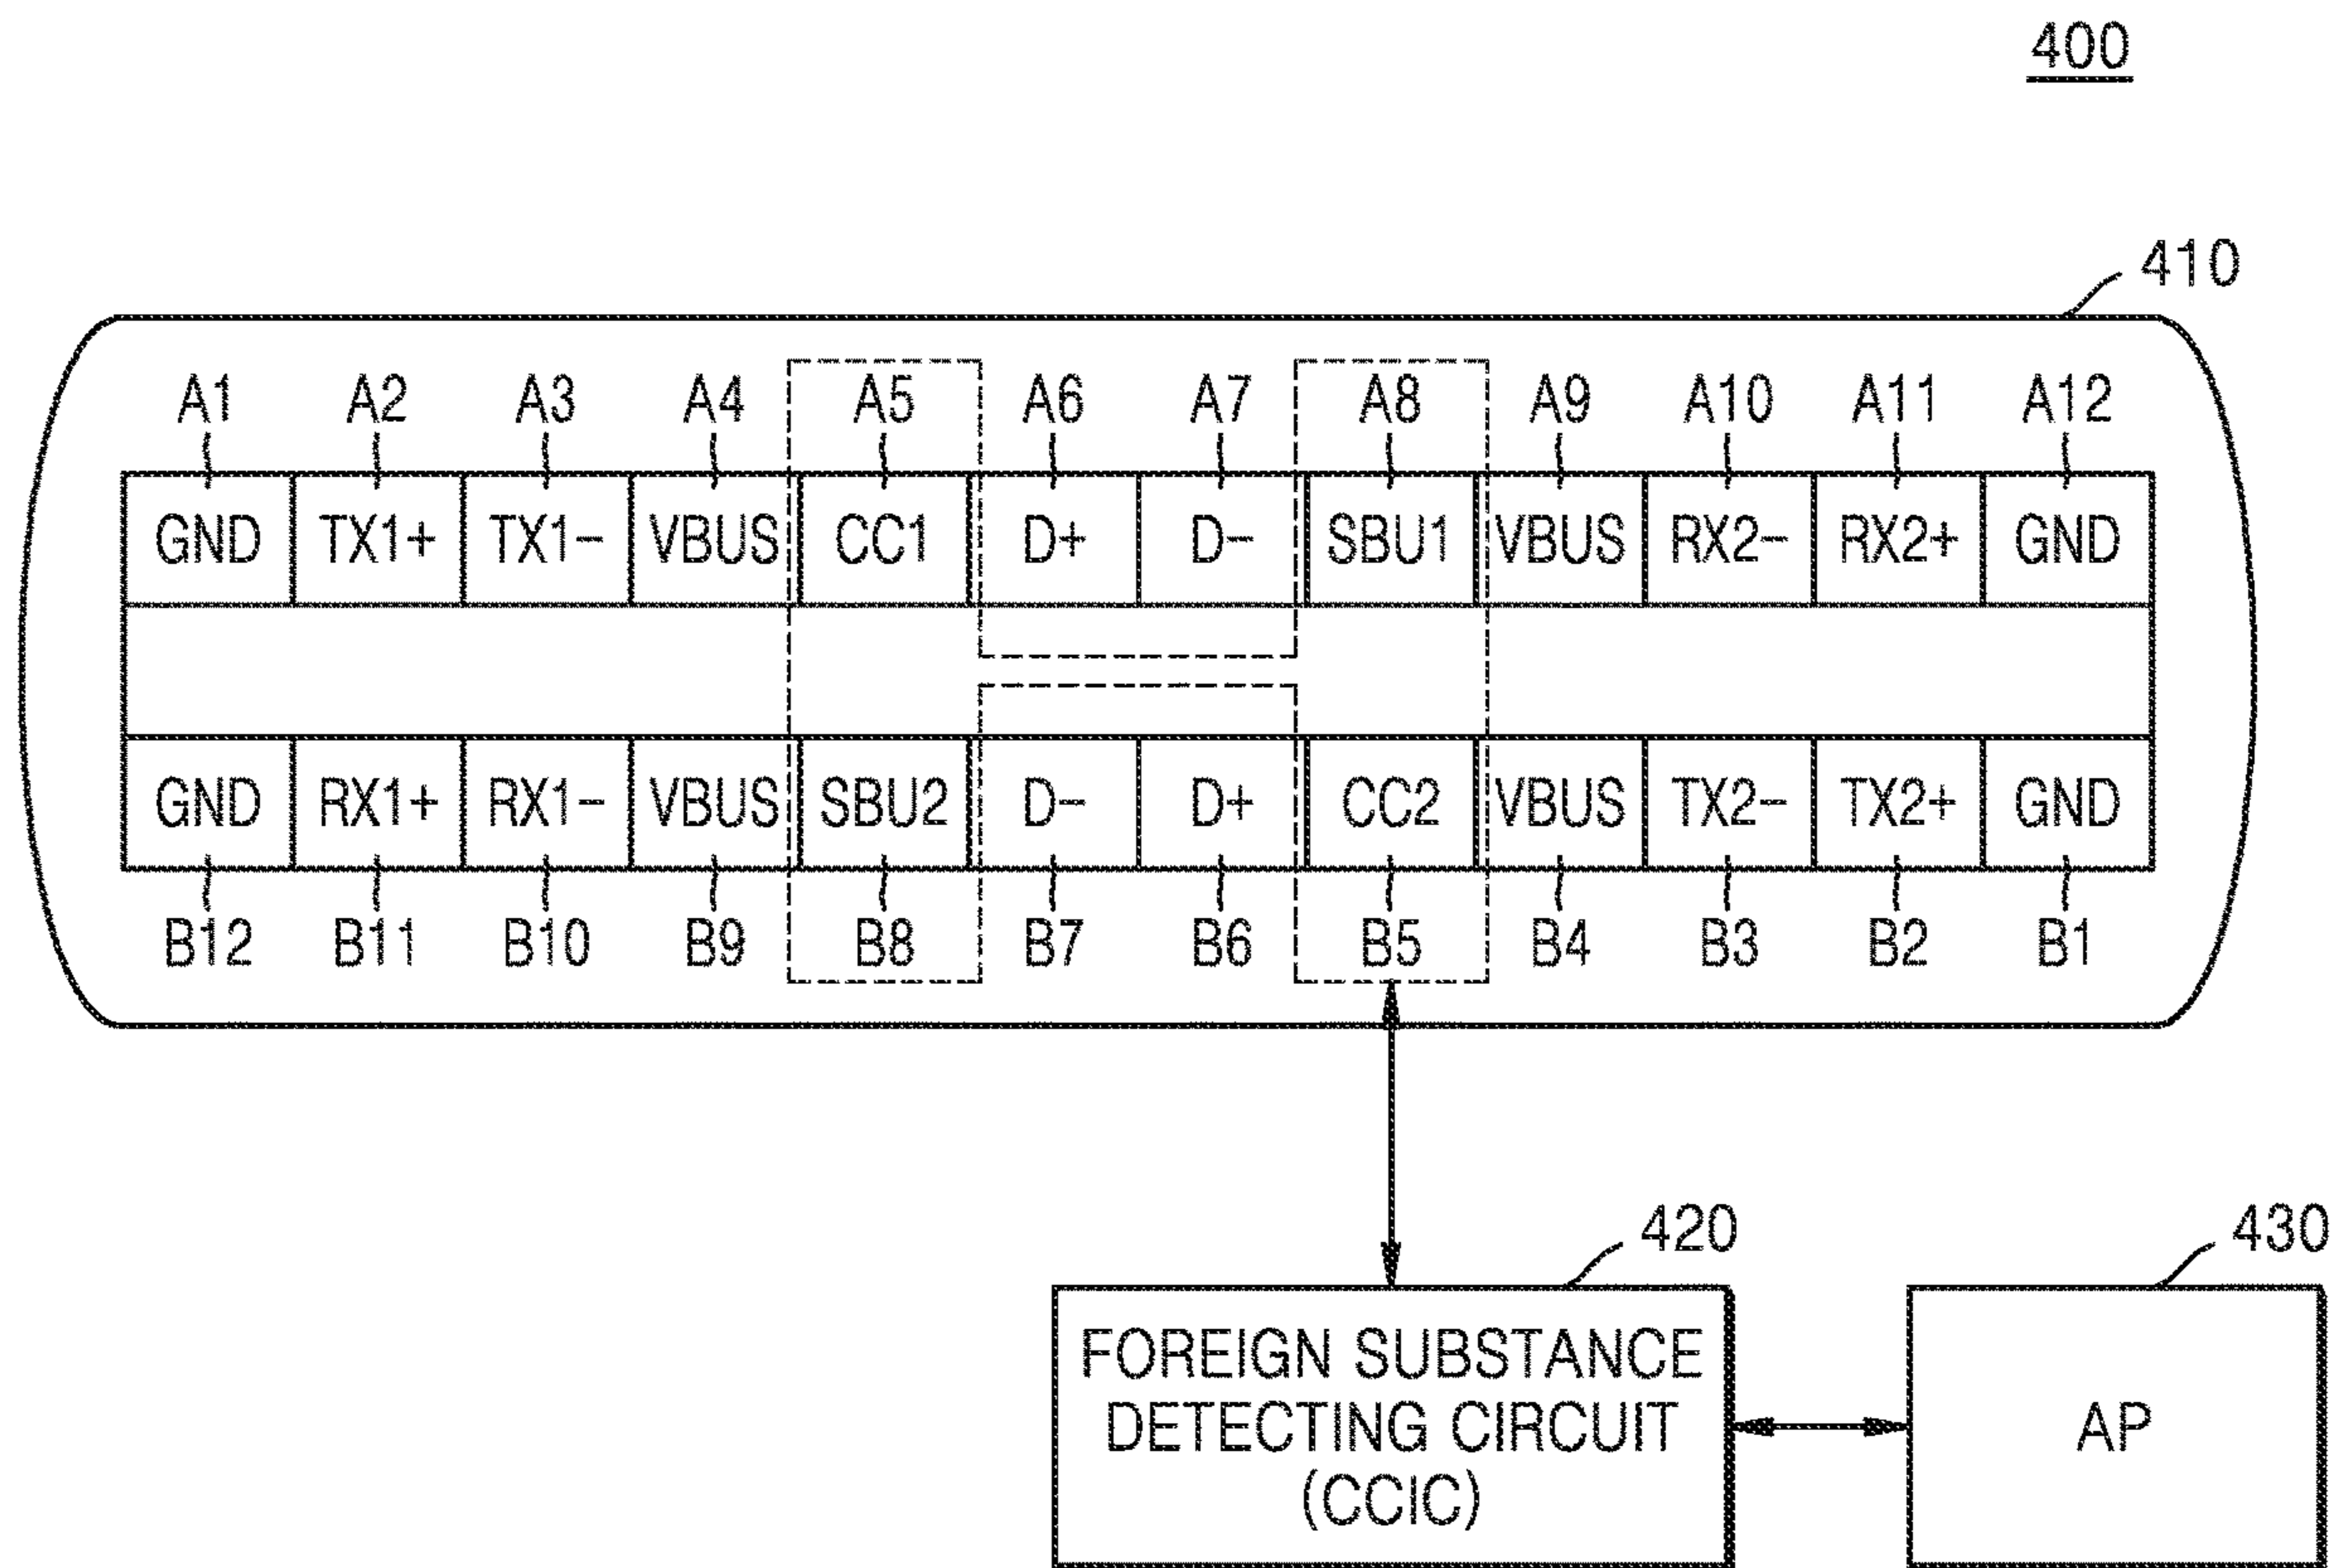 400
410
A1 A2 A3 A4 A5 A6 A7 A8 A9 A10 A11 A12
GND TX1+ TX1- VBUS CC1 D+ D- SBU1 VBUS RX2- RX2+ GND
GND RX1+ RX1- VBUS SBU2 D- D+ CC2 VBUS TX2- TX2+ GND
B12 B11 B10 B9 B8 B7 B6 B5 B4 B3 B2 B1
420 430
FOREIGN SUBSTANCE
DETECTING CIRCUIT
(CCIC)
AP